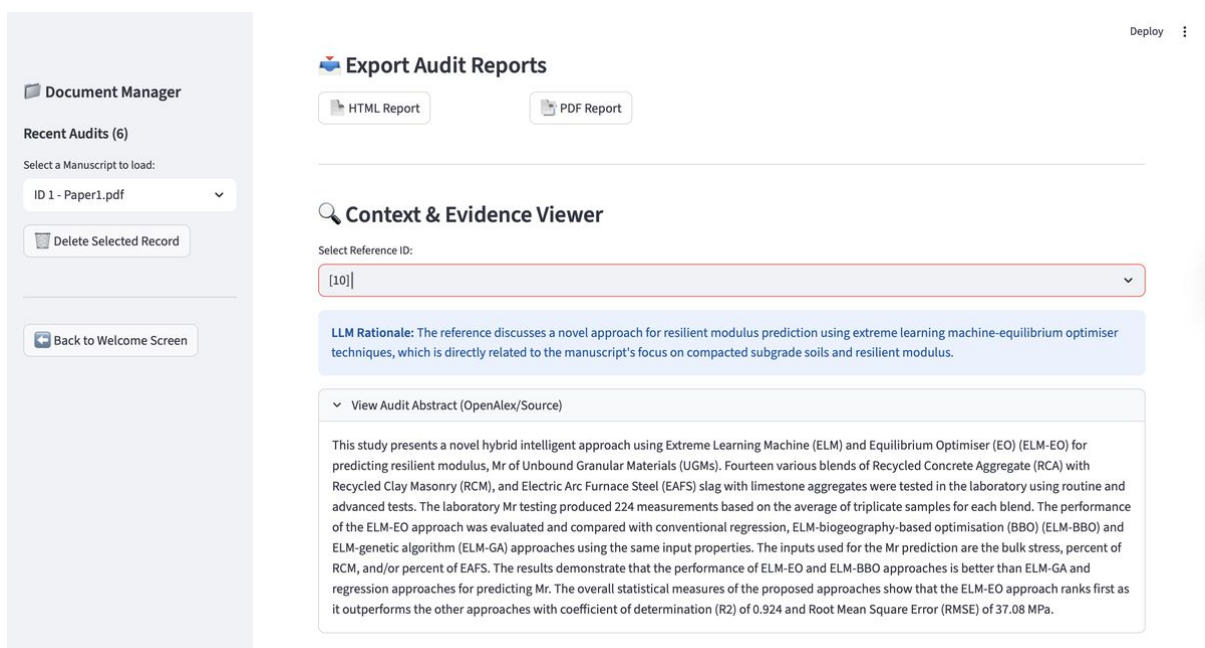 Deploy
Document Manager
Recent Audits (6)
Select a Manuscript to load:
ID 1 - Paper1.pdf
Delete Selected Record
Back to Welcome Screen
Export Audit Reports
HTML Report
PDF Report
Context & Evidence Viewer
Select Reference ID:
[10]
LLM Rationale: The reference discusses a novel approach for resilient modulus prediction using extreme learning machine-equilibrium optimiser
techniques, which is directly related to the manuscript's focus on compacted subgrade soils and resilient modulus.
View Audit Abstract (OpenAlex/Source)
This study presents a novel hybrid intelligent approach using Extreme Learning Machine (ELM) and Equilibrium Optimiser (EO) (ELM-EO) for
predicting resilient modulus, Mr of Unbound Granular Materials (UGMs). Fourteen various blends of Recycled Concrete Aggregate (RCA) with
Recycled Clay Masonry (RCM), and Electric Arc Furnace Steel (EAFS) slag with limestone aggregates were tested in the laboratory using routine and
advanced tests. The laboratory Mr testing produced 224 measurements based on the average of triplicate samples for each blend. The performance
of the ELM-EO approach was evaluated and compared with conventional regression, ELM-biogeography-based optimisation (BBO) (ELM-BBO) and
ELM-genetic algorithm (ELM-GA) approaches using the same input properties. The inputs used for the Mr prediction are the bulk stress, percent of
RCM, and/or percent of EAFS. The results demonstrate that the performance of ELM-EO and ELM-BBO approaches is better than ELM-GA and
regression approaches for predicting Mr. The overall statistical measures of the proposed approaches show that the ELM-EO approach ranks first as
it outperforms the other approaches with coefficient of determination (R2) of 0.924 and Root Mean Square Error (RMSE) of 37.08 MPa.